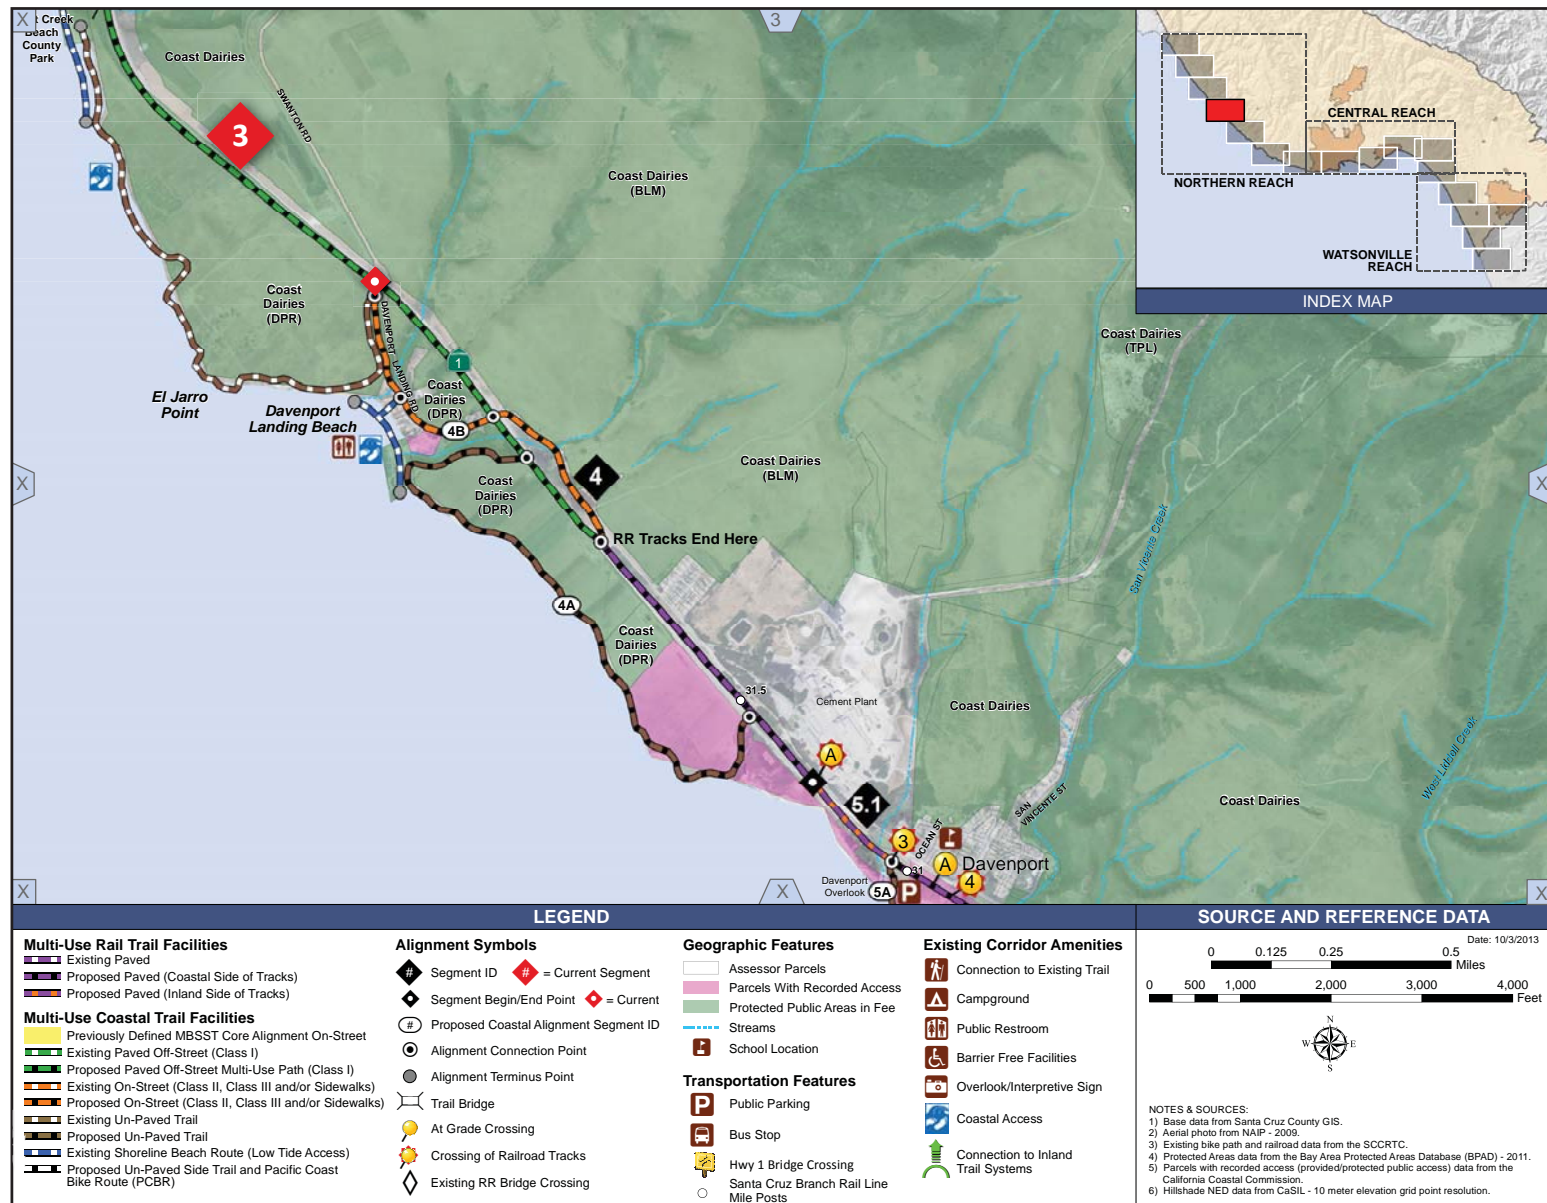 X
3
t Creek
Beach
County
Park
Coast Dairies
3
SWANTON RD
Coast Dairies
(BLM)
Coast
Dairies
(DPR)
DAVENPORT LANDING RD
1
Coast
Dairies
(DPR)
El Jarro
Point
Davenport
Landing Beach
4B
X
X
Coast
Dairies
(DPR)
4
Coast Dairies
(BLM)
Coast Dairies
(TPL)
RR Tracks End Here
San Vicente Creek
4A
Coast
Dairies
(DPR)
31.5
Cement Plant
Coast Dairies
A
5.1
Coast Dairies
West Liddell Creek
SAN
VINCENTE ST
OCEAN ST
3
A
Davenport
31
4
Davenport
Overlook
5A
P
X
X
X
CENTRAL REACH
NORTHERN REACH
WATSONVILLE
REACH
INDEX MAP
LEGEND
Multi-Use Rail Trail Facilities
Existing Paved
Proposed Paved (Coastal Side of Tracks)
Proposed Paved (Inland Side of Tracks)
Multi-Use Coastal Trail Facilities
Previously Defined MBSST Core Alignment On-Street
Existing Paved Off-Street (Class I)
Proposed Paved Off-Street Multi-Use Path (Class I)
Existing On-Street (Class II, Class III and/or Sidewalks)
Proposed On-Street (Class II, Class III and/or Sidewalks)
Existing Un-Paved Trail
Proposed Un-Paved Trail
Existing Shoreline Beach Route (Low Tide Access)
Proposed Un-Paved Side Trail and Pacific Coast
Bike Route (PCBR)
Alignment Symbols
# Segment ID # = Current Segment
Segment Begin/End Point = Current
# Proposed Coastal Alignment Segment ID
Alignment Connection Point
Alignment Terminus Point
Trail Bridge
At Grade Crossing
Crossing of Railroad Tracks
Existing RR Bridge Crossing
Geographic Features
Assessor Parcels
Parcels With Recorded Access
Protected Public Areas in Fee
Streams
School Location
Transportation Features
P Public Parking
Bus Stop
Hwy 1 Bridge Crossing
Santa Cruz Branch Rail Line
Mile Posts
Existing Corridor Amenities
Connection to Existing Trail
Campground
Public Restroom
Barrier Free Facilities
Overlook/Interpretive Sign
Coastal Access
Connection to Inland
Trail Systems
SOURCE AND REFERENCE DATA
Date: 10/3/2013
0 0.125 0.25 0.5
Miles
0 500 1,000 2,000 3,000 4,000
Feet
N
W E
S
NOTES & SOURCES:
1) Base data from Santa Cruz County GIS.
2) Aerial photo from NAIP - 2009.
3) Existing bike path and railroad data from the SCCRTC.
4) Protected Areas data from the Bay Area Protected Areas Database (BPAD) - 2011.
5) Parcels with recorded access (provided/protected public access) data from the
California Coastal Commission.
6) Hillshade NED data from CaSIL - 10 meter elevation grid point resolution.